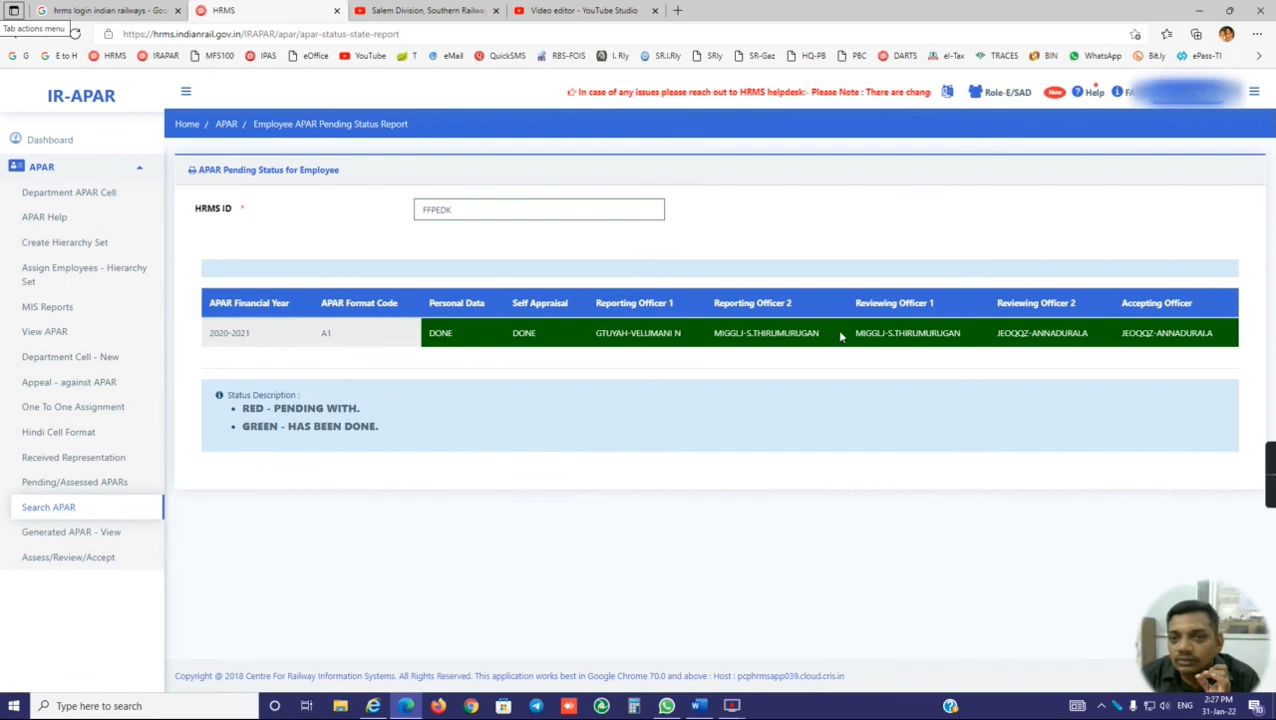 hrms login indian railways - Goo
HRMS
Salem Division, Southern Railwa
Video editor - YouTube Studio
Tab actions menu
https://hrms.indianrail.gov.in/IRAPAR/apar/apar-status-state-report
G
E to H
HRMS
IRAPAR
MFS100
IPAS
eOffice
YouTube
T
eMail
QuickSMS
RBS-FOIS
I. Rly
SR.I.Rly
SRly
SR-Gaz
HQ-PB
PBC
DARTS
el-Tax
TRACES
BIN
WhatsApp
Bit.ly
ePass-TI
IR-APAR
In case of any issues please reach out to HRMS helpdesk:- Please Note : There are chang
Role-E/SAD
New
Help
FA
Home / APAR / Employee APAR Pending Status Report
Dashboard
APAR
Department APAR Cell
APAR Help
Create Hierarchy Set
Assign Employees - Hierarchy
Set
MIS Reports
View APAR
Department Cell - New
Appeal - against APAR
One To One Assignment
Hindi Cell Format
Received Representation
Pending/Assessed APARs
Search APAR
Generated APAR - View
Assess/Review/Accept
APAR Pending Status for Employee
HRMS ID *
FFPEDK
APAR Financial Year APAR Format Code Personal Data Self Appraisal Reporting Officer 1 Reporting Officer 2 Reviewing Officer 1 Reviewing Officer 2 Accepting Officer
2020-2021 A1 DONE DONE GTUYAH-VELUMANI N MIGGLJ-S.THIRUMURUGAN MIGGLJ-S.THIRUMURUGAN JEOQQZ-ANNADURAI.A JEOQQZ-ANNADURAI.A
Status Description :
• RED - PENDING WITH.
• GREEN - HAS BEEN DONE.
Copyright @ 2018 Centre For Railway Information Systems. All Rights Reserved. This application works best in Google Chrome 70.0 and above : Host : pcphrmsapp039.cloud.cris.in
Type here to search
ENG
2:27 PM
31-Jan-22